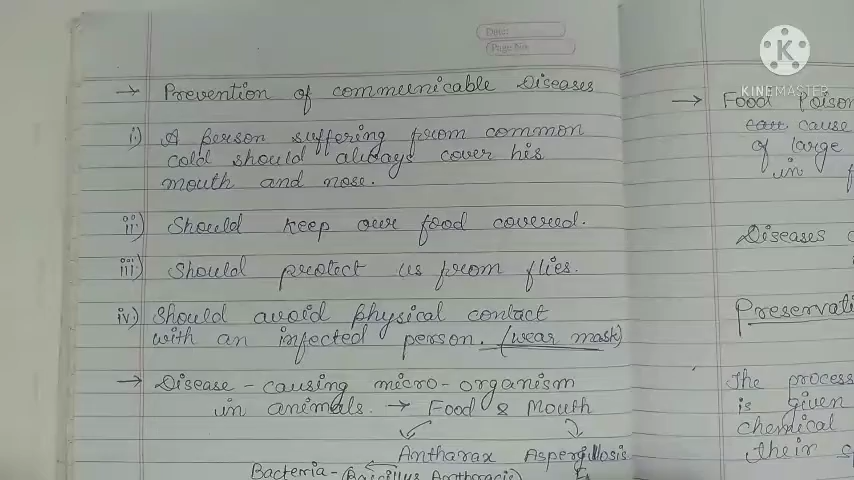 Date:
Page No.
K
KINEMASTER
→ Prevention of communicable Diseases
i) A person suffering from common
cold should always cover his
mouth and nose.
ii) Should keep our food covered.
iii) Should protect us from flies.
iv) Should avoid physical contact
with an infected person. (wear mask)
→ Disease-causing micro-organism
in animals. → Food & Mouth
Antharax Aspergillosis
Bacteria- (Bacillus Anthracis)
→ Food Poison
cause
of large
in
Diseases
Preservati
The process
is given
chemical
their